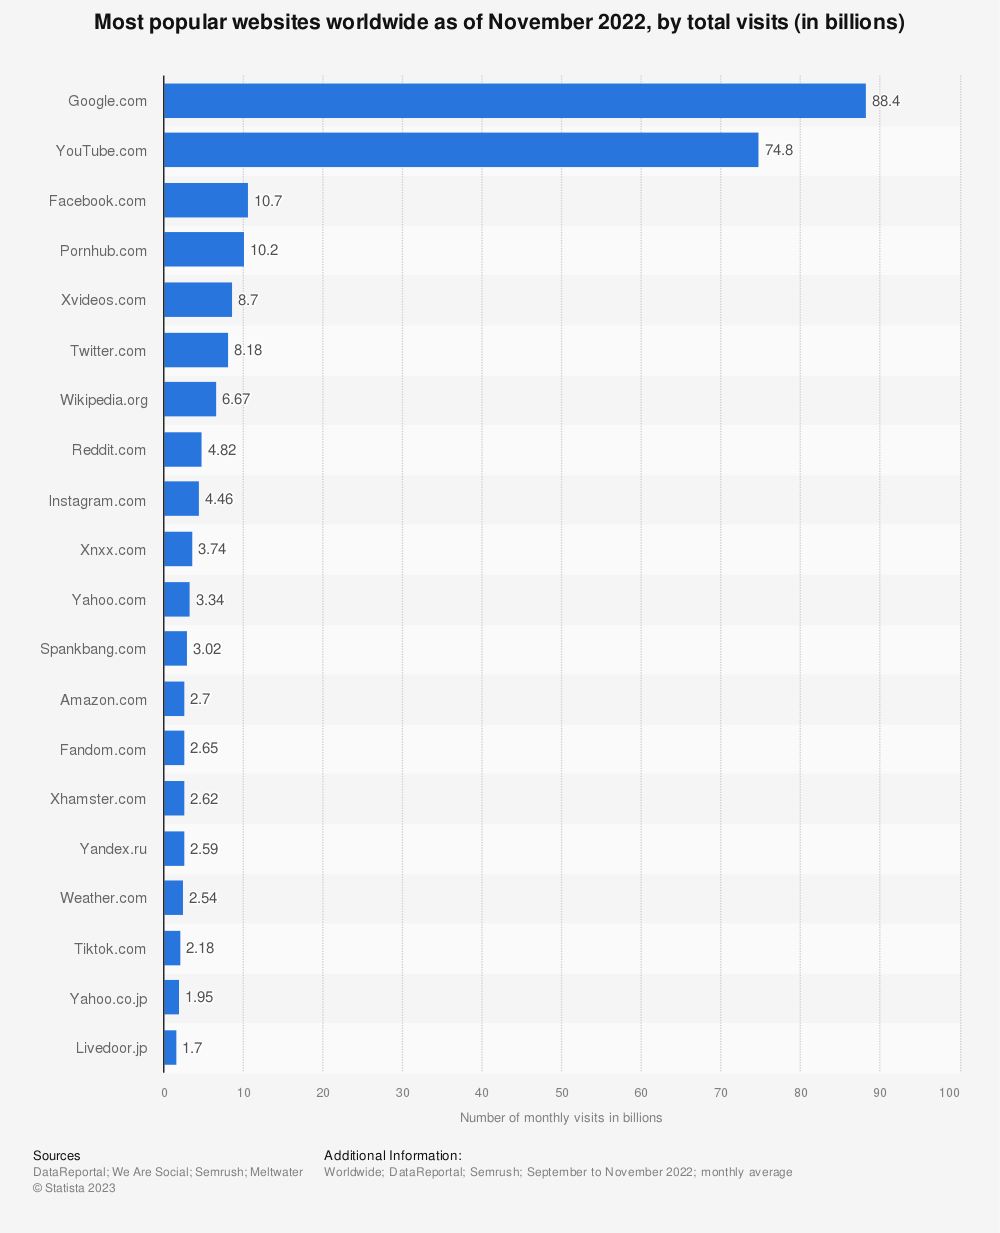 Most popular websites worldwide as of November 2022, by total visits (in billions)
Google.com 88.4
YouTube.com 74.8
Facebook.com 10.7
Pornhub.com 10.2
Xvideos.com 8.7
Twitter.com 8.18
Wikipedia.org 6.67
Reddit.com 4.82
Instagram.com 4.46
Xnxx.com 3.74
Yahoo.com 3.34
Spankbang.com 3.02
Amazon.com 2.7
Fandom.com 2.65
Xhamster.com 2.62
Yandex.ru 2.59
Weather.com 2.54
Tiktok.com 2.18
Yahoo.co.jp 1.95
Livedoor.jp 1.7
0 10 20 30 40 50 60 70 80 90 100
Number of monthly visits in billions
Sources
DataReportal; We Are Social; Semrush; Meltwater
© Statista 2023
Additional Information:
Worldwide; DataReportal; Semrush; September to November 2022; monthly average